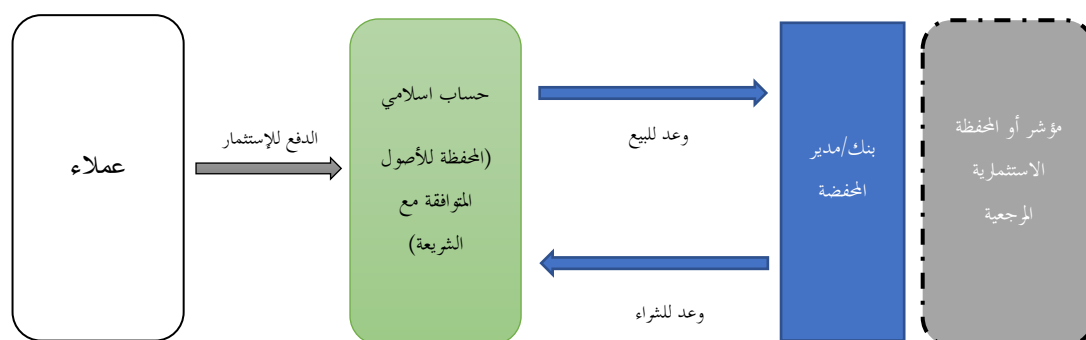 عملاء
الدفع للإستثمار
حساب اسلامي
(المحفظة للأصول
المتوافقة مع
الشريعة)
وعد للبيع
وعد للشراء
بنك/مدير
المحفضة
مؤشر أو المحفظة
الاستثمارية
المرجعية